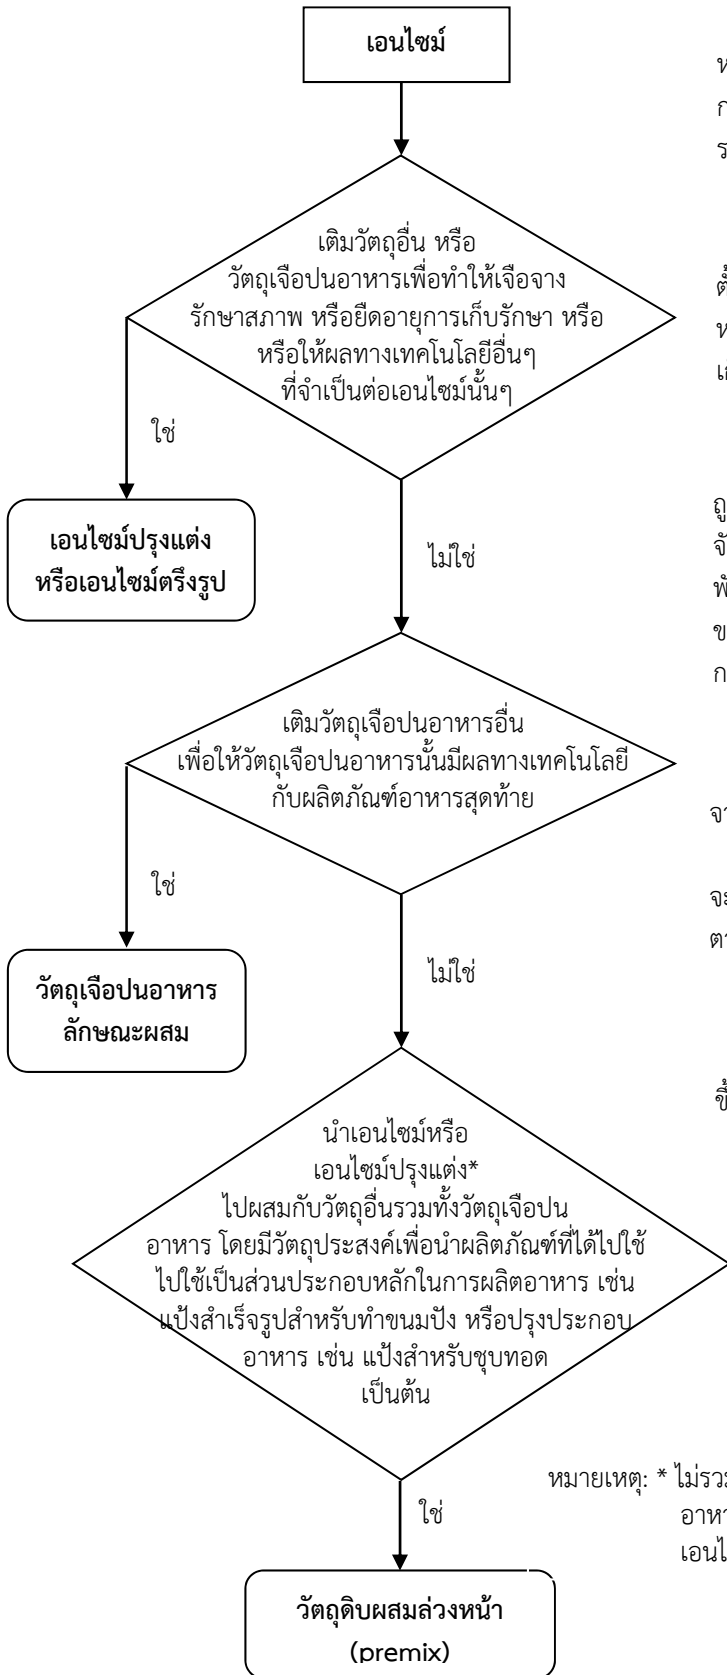 เอนไซม์
เติมวัตถุอื่น หรือ
วัตถุเจือปนอาหารเพื่อทำให้เจือจาง
รักษาสภาพ หรือยืดอายุการเก็บรักษา หรือ
หรือให้ผลทางเทคโนโลยีอื่นๆ
ที่จำเป็นต่อเอนไซม์นั้นๆ
ใช่
เอนไซม์ปรุงแต่ง
หรือเอนไซม์ตรึงรูป
ไม่ใช่
เติมวัตถุเจือปนอาหารอื่น
เพื่อให้วัตถุเจือปนอาหารนั้นมีผลทางเทคโนโลยี
กับผลิตภัณฑ์อาหารสุดท้าย
ใช่
วัตถุเจือปนอาหาร
ลักษณะผสม
ไม่ใช่
นำเอนไซม์หรือ
เอนไซม์ปรุงแต่ง*
ไปผสมกับวัตถุอื่นรวมทั้งวัตถุเจือปน
อาหาร โดยมีวัตถุประสงค์เพื่อนำผลิตภัณฑ์ที่ได้ไปใช้
ไปใช้เป็นส่วนประกอบหลักในการผลิตอาหาร เช่น
แป้งสำเร็จรูปสำหรับทำขนมปัง หรือปรุงประกอบ
อาหาร เช่น แป้งสำหรับชุบทอด
เป็นต้น
หมายเหตุ: * ไม่รวม
ใช่
วัตถุดิบผสมล่วงหน้า
(premix)